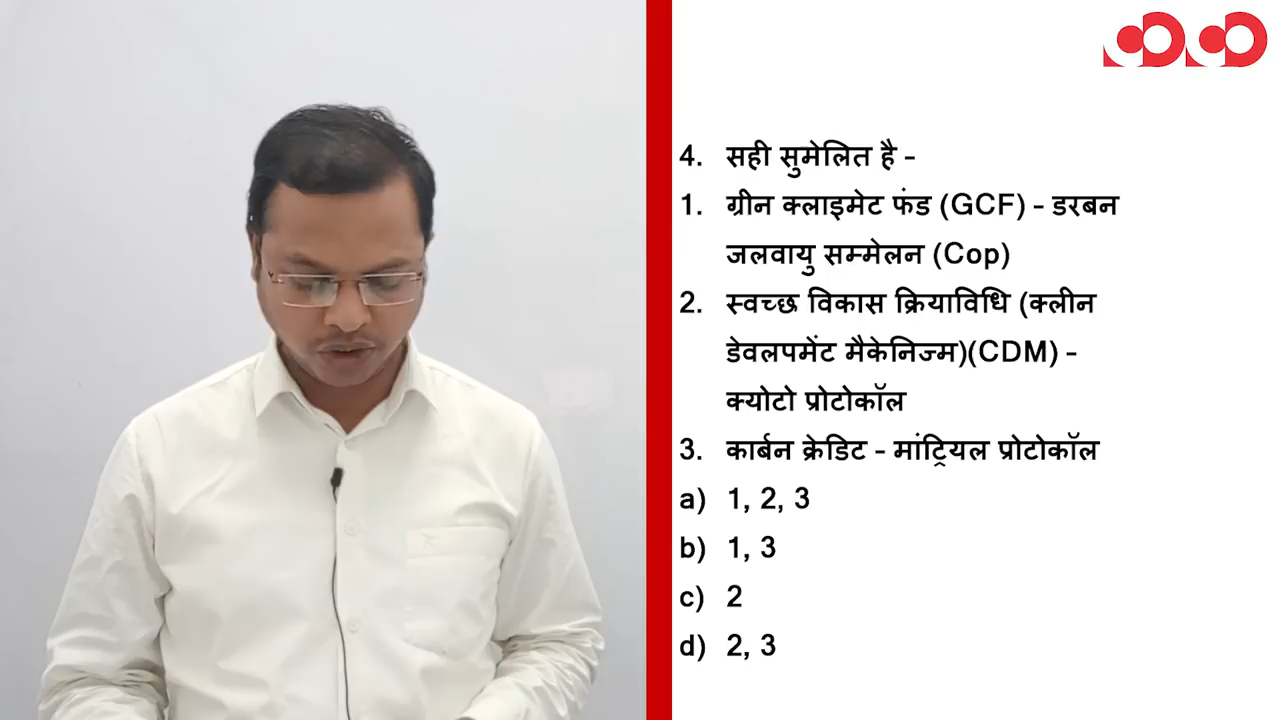 4. सही सुमेलित है –
1. ग्रीन क्लाइमेट फंड (GCF) – डरबन
जलवायु सम्मेलन (Cop)
2. स्वच्छ विकास क्रियाविधि (क्लीन
डेवलपमेंट मैकेनिज्म)(CDM) –
क्योटो प्रोटोकॉल
3. कार्बन क्रेडिट – मांट्रियल प्रोटोकॉल
a) 1, 2, 3
b) 1, 3
c) 2
d) 2, 3